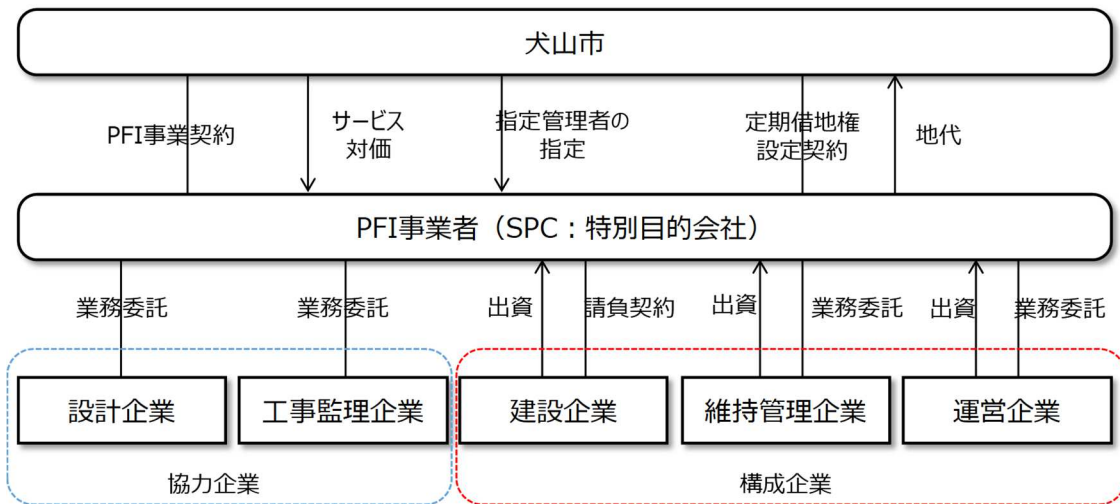 犬山市
PFI事業契約
サービス
対価
指定管理者の
指定
定期借地権
設定契約
地代
PFI事業者（SPC：特別目的会社）
業務委託
業務委託
出資
請負契約
出資
業務委託
出資
業務委託
設計企業
工事監理企業
建設企業
維持管理企業
運営企業
協力企業
構成企業